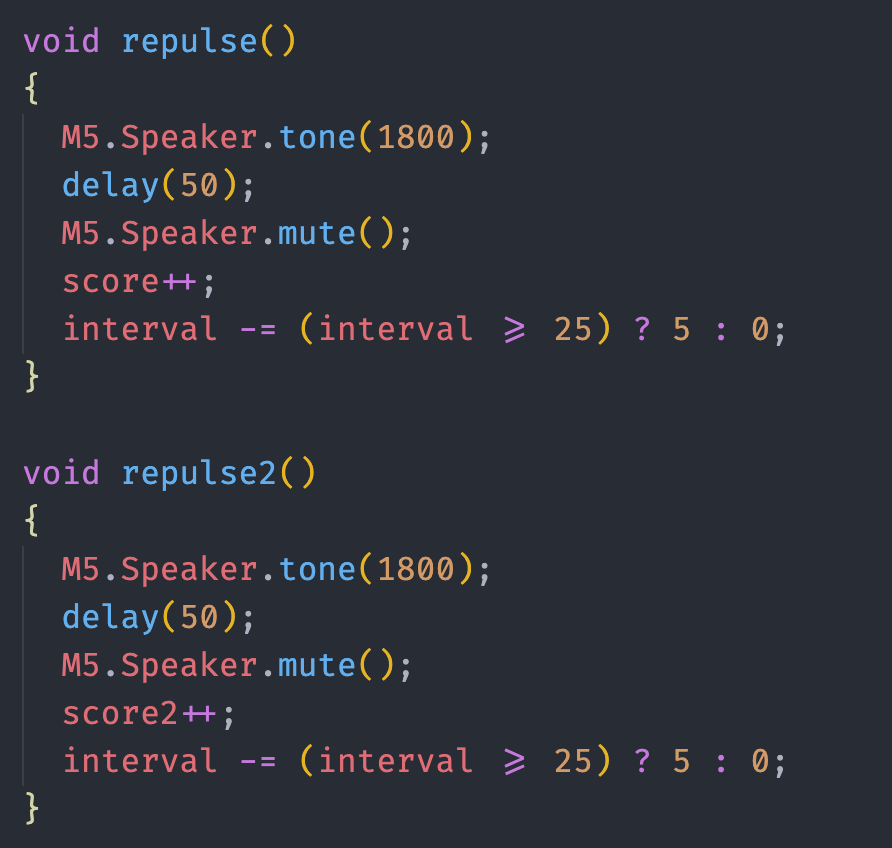 void repulse()
{
  M5.Speaker.tone(1800);
  delay(50);
  M5.Speaker.mute();
  score++;
  interval -= (interval >= 25) ? 5 : 0;
}

void repulse2()
{
  M5.Speaker.tone(1800);
  delay(50);
  M5.Speaker.mute();
  score2++;
  interval -= (interval >= 25) ? 5 : 0;
}